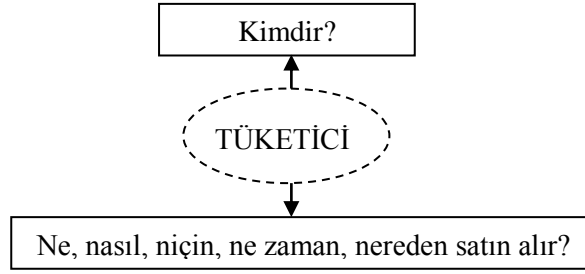 Kimdir?
TÜKETİCİ
Ne, nasıl, niçin, ne zaman, nereden satın alır?